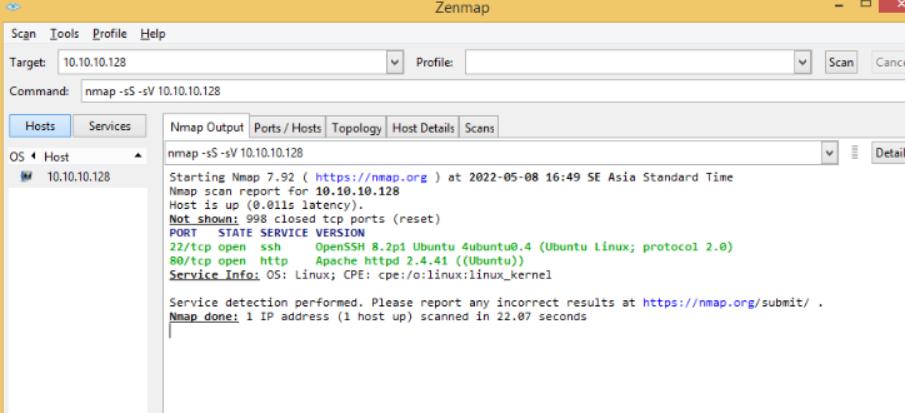 Zenmap
Scan Tools Profile Help
Target: 10.10.10.128 Profile: Scan
Command: nmap -sS -sV 10.10.10.128
Hosts Services Nmap Output Ports / Hosts Topology Host Details Scans
OS Host nmap -sS -sV 10.10.10.128
10.10.10.128
Starting Nmap 7.92 ( https://nmap.org ) at 2022-05-08 16:49 SE Asia Standard Time
Nmap scan report for 10.10.10.128
Host is up (0.011s latency).
Not shown: 998 closed tcp ports (reset)
PORT STATE SERVICE VERSION
22/tcp open ssh OpenSSH 8.2p1 Ubuntu 4ubuntu0.4 (Ubuntu Linux; protocol 2.0)
80/tcp open http Apache httpd 2.4.41 ((Ubuntu))
Service Info: OS: Linux; CPE: cpe:/o:linux:linux_kernel
Service detection performed. Please report any incorrect results at https://nmap.org/submit/ .
Nmap done: 1 IP address (1 host up) scanned in 22.07 seconds